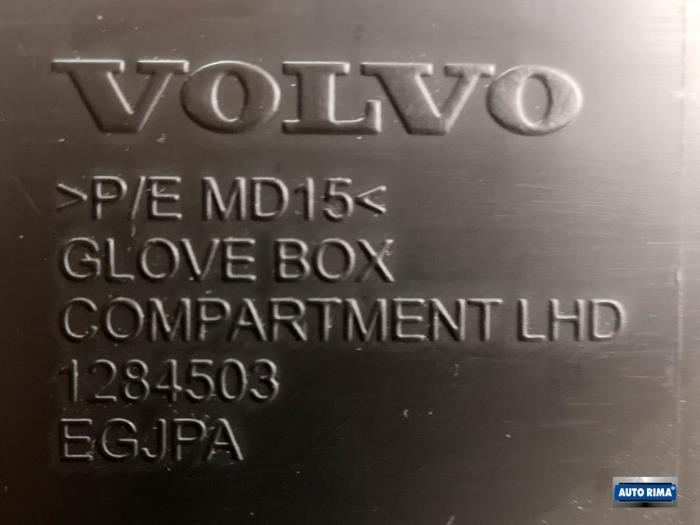 VOLVO
>P/E MD15<
GLOVE BOX
COMPARTMENT LHD
1284503
EGJPA
AUTO RIMA®